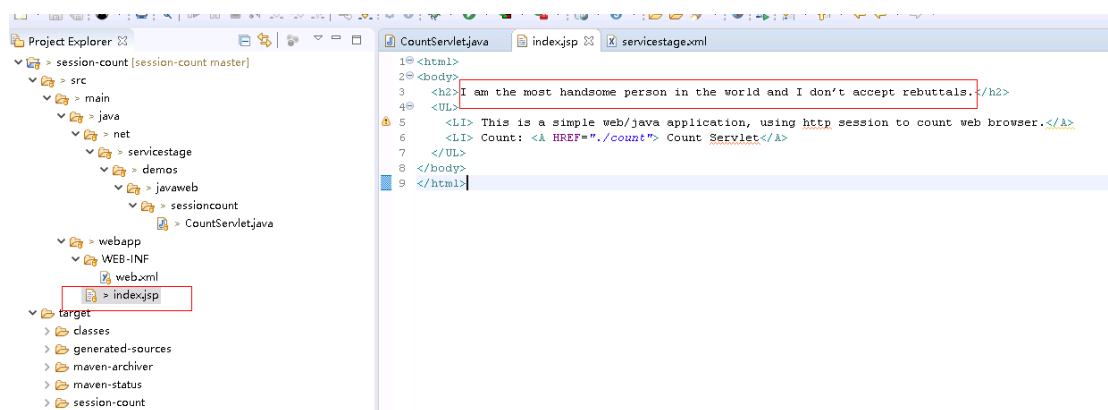 Project Explorer
> session-count [session-count master]
> src
> main
> java
> net
> servicestage
> demos
> javaweb
> sessioncount
> CountServlet.java
> webapp
WEB-INF
web.xml
> index.jsp
target
classes
generated-sources
maven-archiver
maven-status
session-count
CountServlet.java index.jsp servicestage.xml
1 <html>
2 <body>
3 <h2>I am the most handsome person in the world and I don't accept rebuttals.</h2>
4 <UL>
5 <LI> This is a simple web/java application, using http session to count web browser.</A>
6 <LI> Count: <A HREF="./count"> Count Servlet</A>
7 </UL>
8 </body>
9 </html>